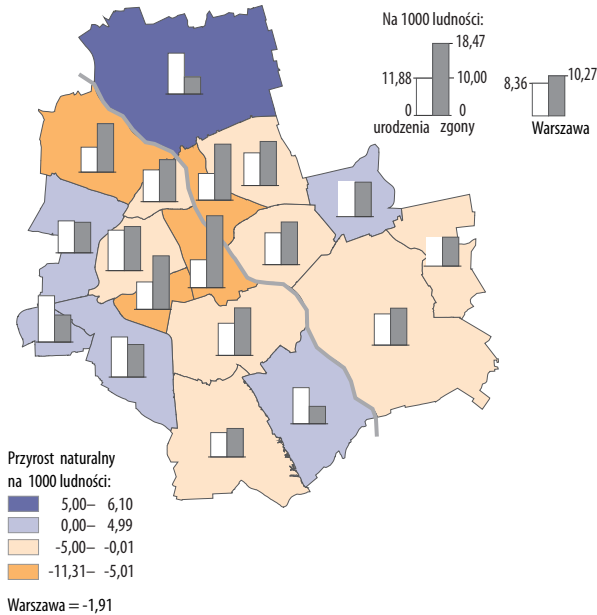 Na 1000 ludności:
18,47
11,88
10,00
0
0
urodzenia zgony
8,36
10,27
Warszawa
Przyrost naturalny
na 1000 ludności:
5,00– 6,10
0,00– 4,99
-5,00– -0,01
-11,31– -5,01
Warszawa = -1,91